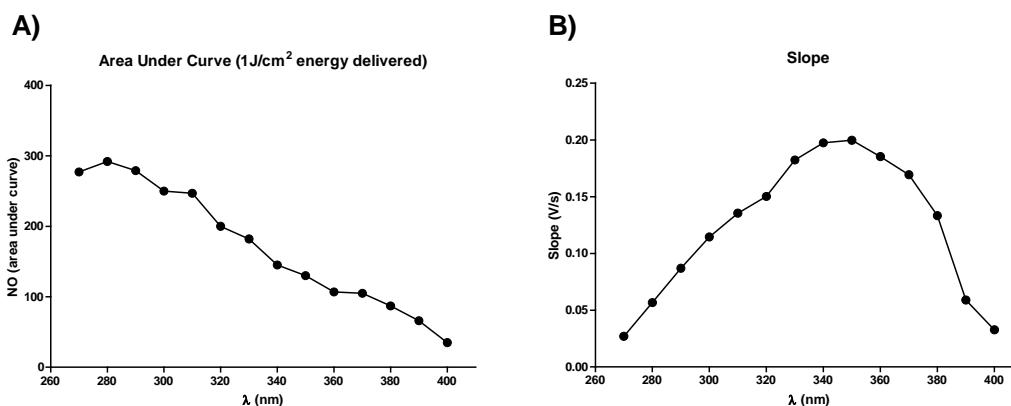 A)
Area Under Curve (1J/cm² energy delivered)
NO (area under curve)
400
300
200
100
0
260 280 300 320 340 360 380 400
λ (nm)
B)
Slope
Slope (V/s)
0.25
0.20
0.15
0.10
0.05
0.00
260 280 300 320 340 360 380 400
λ (nm)